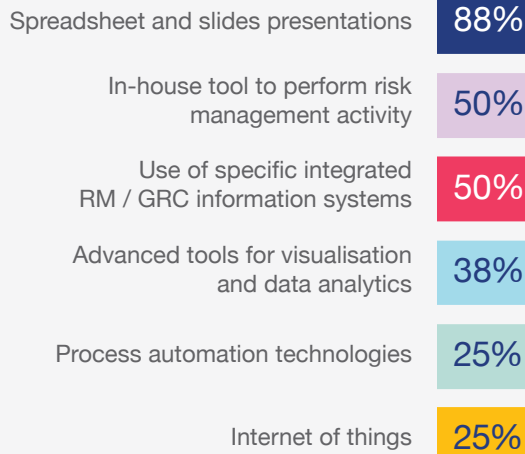 Spreadsheet and slides presentations 88%
In-house tool to perform risk
management activity 50%
Use of specific integrated
RM / GRC information systems 50%
Advanced tools for visualisation
and data analytics 38%
Process automation technologies 25%
Internet of things 25%